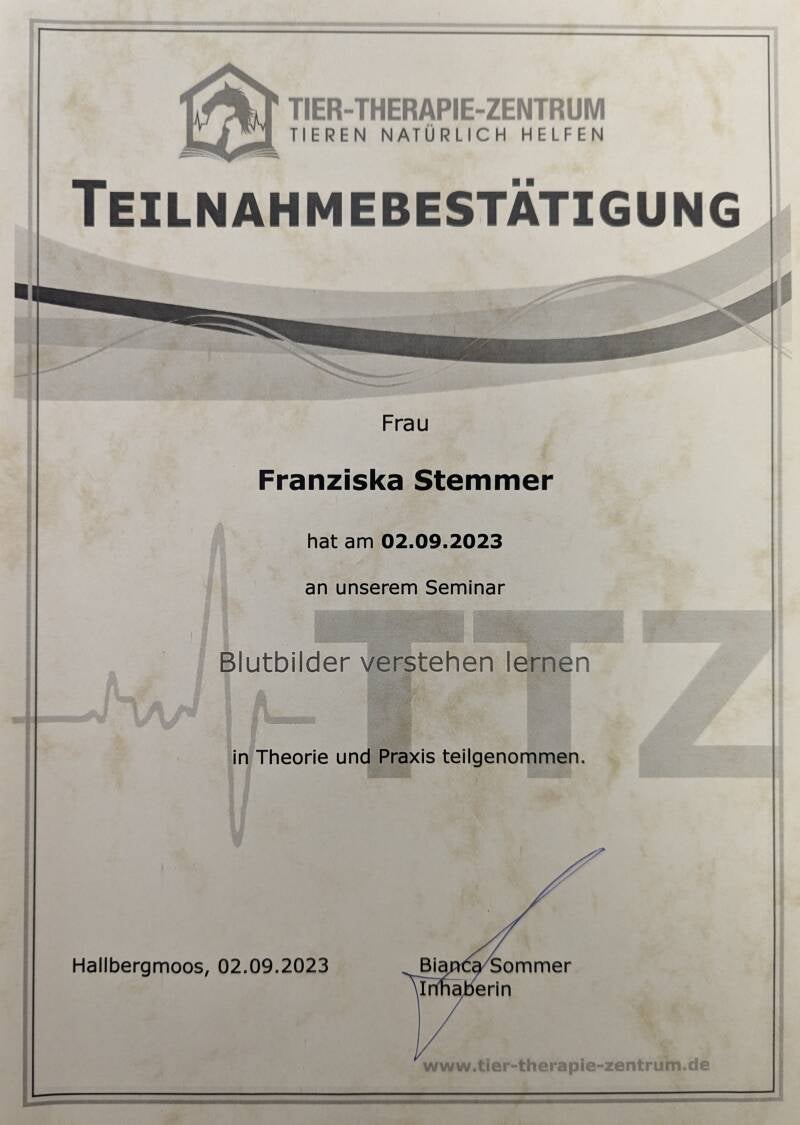 TIER-THERAPIE-ZENTRUM
TIEREN NATÜRLICH HELFEN
TEILNAHMEBESTÄTIGUNG
Frau
Franziska Stemmer
hat am 02.09.2023
an unserem Seminar
TTZ
Blutbilder verstehen lernen
in Theorie und Praxis teilgenommen.
Hallbergmoos, 02.09.2023
Bianca Sommer
Inhaberin
www.tier-therapie-zentrum.de